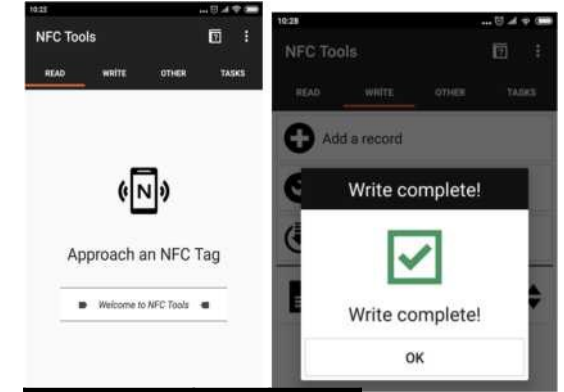 10:22
NFC Tools
READ WRITE OTHER TASKS
N
Approach an NFC Tag
Welcome to NFC Tools
10:28
NFC Tools
READ WRITE OTHER TASKS
Add a record
Write complete!
Write complete!
OK